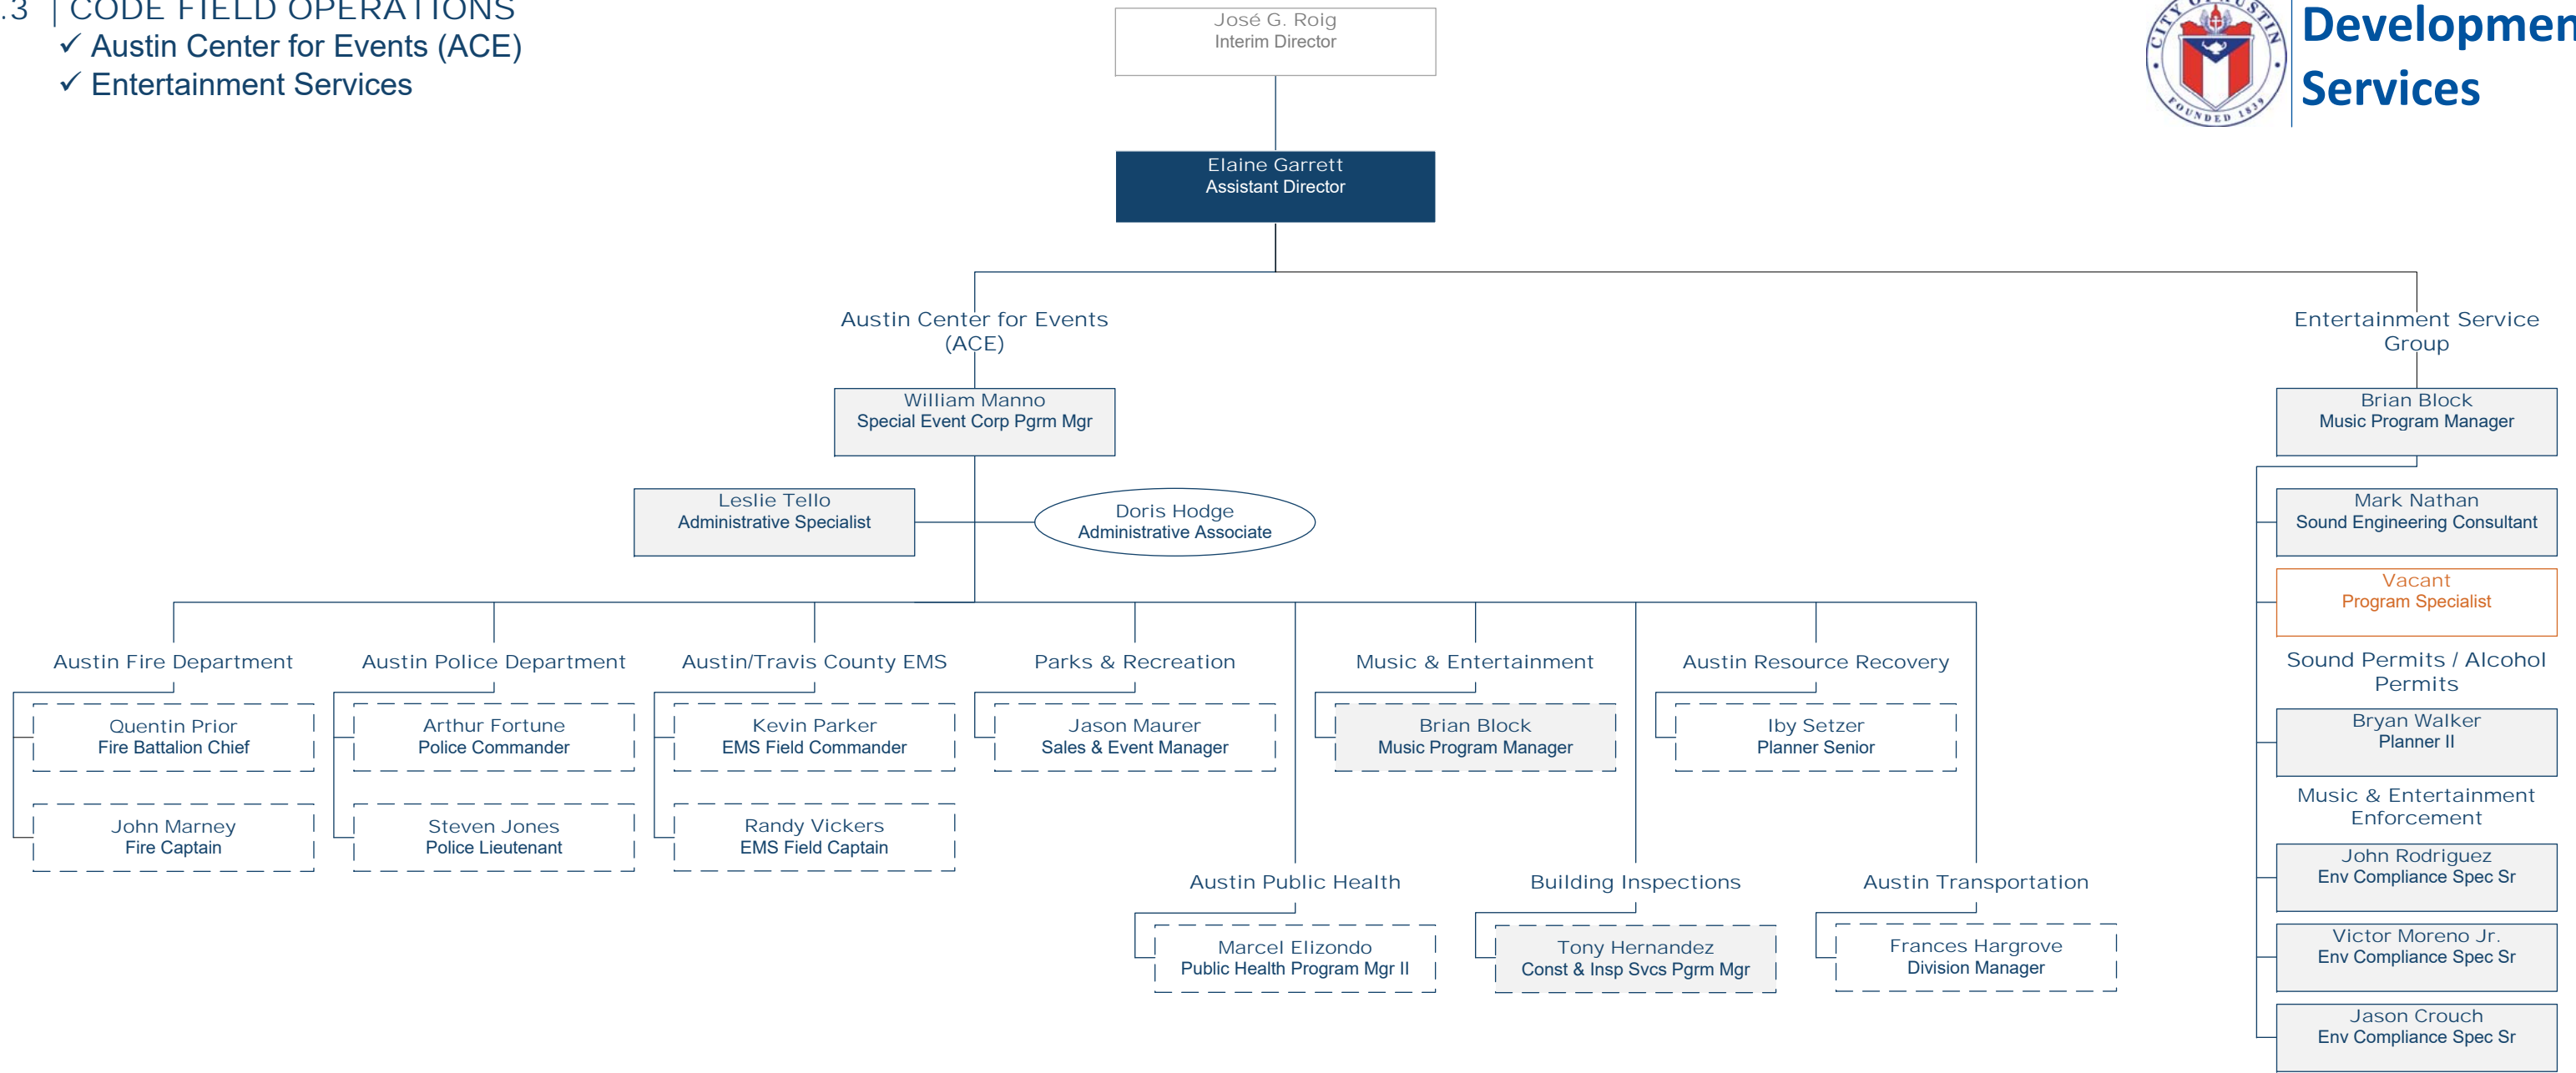 .3 | CODE FIELD OPERATIONS
✓ Austin Center for Events (ACE)
✓ Entertainment Services
CITY OF AUSTIN
FOUNDED 1839
Developmen
Services
José G. Roig
Interim Director
Elaine Garrett
Assistant Director
Austin Center for Events
(ACE)
William Manno
Special Event Corp Pgrm Mgr
Leslie Tello
Administrative Specialist
Doris Hodge
Administrative Associate
Austin Fire Department
Quentin Prior
Fire Battalion Chief
John Marney
Fire Captain
Austin Police Department
Arthur Fortune
Police Commander
Steven Jones
Police Lieutenant
Austin/Travis County EMS
Kevin Parker
EMS Field Commander
Randy Vickers
EMS Field Captain
Parks & Recreation
Jason Maurer
Sales & Event Manager
Austin Public Health
Marcel Elizondo
Public Health Program Mgr II
Music & Entertainment
Brian Block
Music Program Manager
Building Inspections
Tony Hernandez
Const & Insp Svcs Pgrm Mgr
Austin Resource Recovery
Iby Setzer
Planner Senior
Austin Transportation
Frances Hargrove
Division Manager
Entertainment Service
Group
Brian Block
Music Program Manager
Mark Nathan
Sound Engineering Consultant
Vacant
Program Specialist
Sound Permits / Alcohol
Permits
Bryan Walker
Planner II
Music & Entertainment
Enforcement
John Rodriguez
Env Compliance Spec Sr
Victor Moreno Jr.
Env Compliance Spec Sr
Jason Crouch
Env Compliance Spec Sr